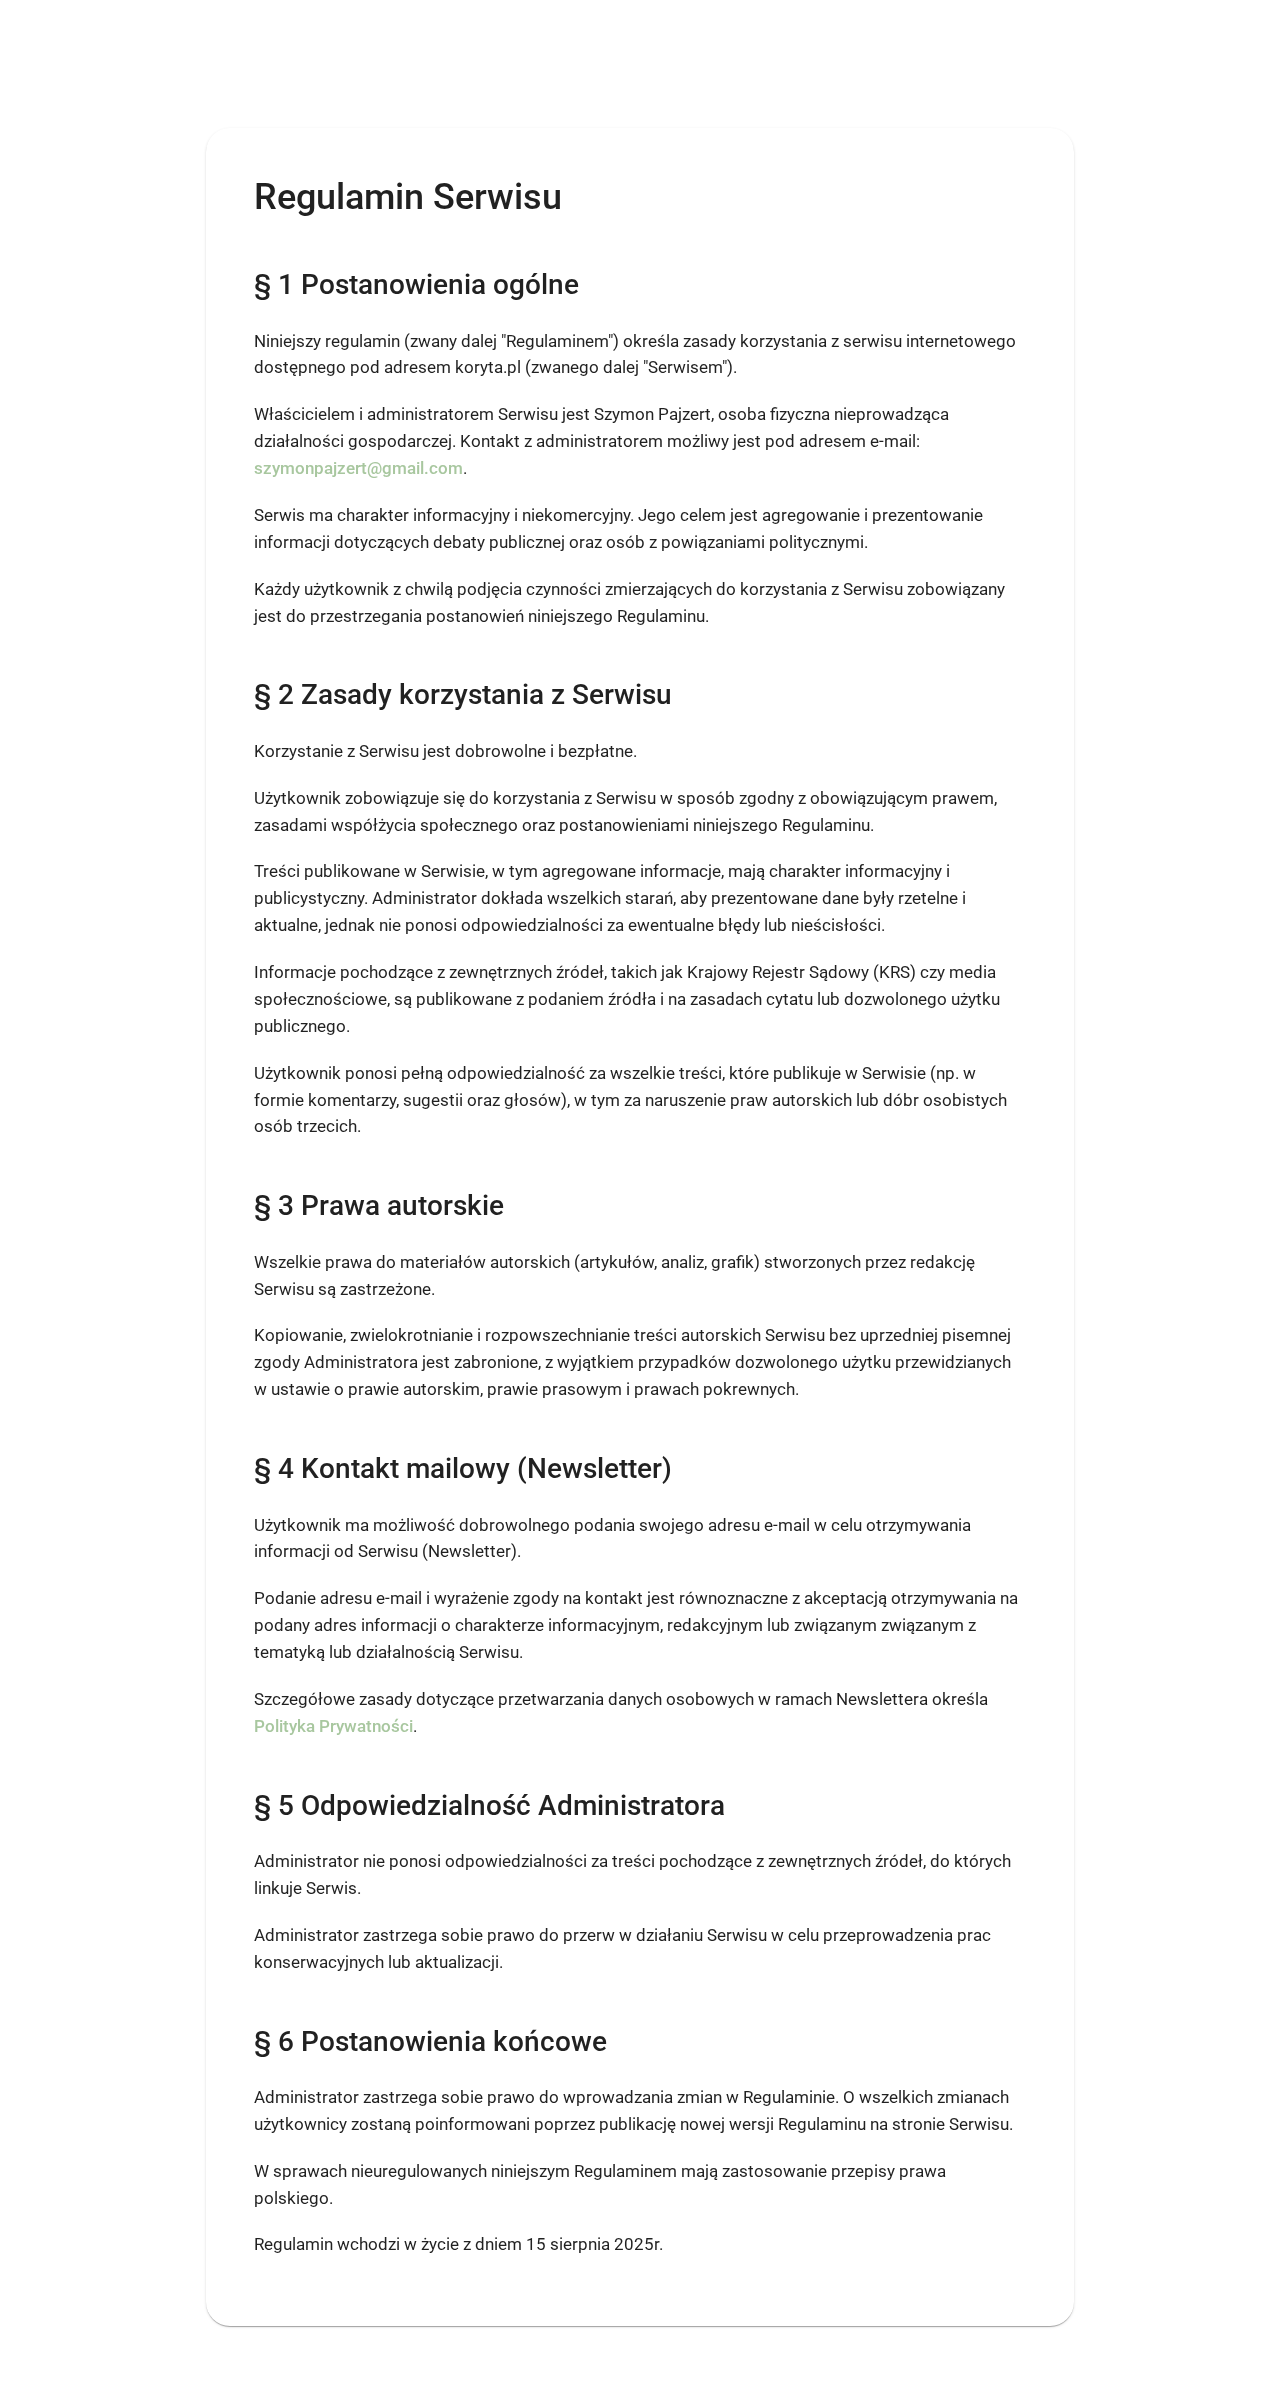 Regulamin Serwisu
§ 1 Postanowienia ogólne
Niniejszy regulamin (zwany dalej "Regulaminem") określa zasady korzystania z serwisu internetowego
dostępnego pod adresem koryta.pl (zwanego dalej "Serwisem").
Właścicielem i administratorem Serwisu jest Szymon Pajzert, osoba fizyczna nieprowadząca
działalności gospodarczej. Kontakt z administratorem możliwy jest pod adresem e-mail:
szymonpajzert@gmail.com.
Serwis ma charakter informacyjny i niekomercyjny. Jego celem jest agregowanie i prezentowanie
informacji dotyczących debaty publicznej oraz osób z powiązaniami politycznymi.
Każdy użytkownik z chwilą podjęcia czynności zmierzających do korzystania z Serwisu zobowiązany
jest do przestrzegania postanowień niniejszego Regulaminu.
§ 2 Zasady korzystania z Serwisu
Korzystanie z Serwisu jest dobrowolne i bezpłatne.
Użytkownik zobowiązuje się do korzystania z Serwisu w sposób zgodny z obowiązującym prawem,
zasadami współżycia społecznego oraz postanowieniami niniejszego Regulaminu.
Treści publikowane w Serwisie, w tym agregowane informacje, mają charakter informacyjny i
publicystyczny. Administrator dokłada wszelkich starań, aby prezentowane dane były rzetelne i
aktualne, jednak nie ponosi odpowiedzialności za ewentualne błędy lub nieścisłości.
Informacje pochodzące z zewnętrznych źródeł, takich jak Krajowy Rejestr Sądowy (KRS) czy media
społecznościowe, są publikowane z podaniem źródła i na zasadach cytatu lub dozwolonego użytku
publicznego.
Użytkownik ponosi pełną odpowiedzialność za wszelkie treści, które publikuje w Serwisie (np. w
formie komentarzy, sugestii oraz głosów), w tym za naruszenie praw autorskich lub dóbr osobistych
osób trzecich.
§ 3 Prawa autorskie
Wszelkie prawa do materiałów autorskich (artykułów, analiz, grafik) stworzonych przez redakcję
Serwisu są zastrzeżone.
Kopiowanie, zwielokrotnianie i rozpowszechnianie treści autorskich Serwisu bez uprzedniej pisemnej
zgody Administratora jest zabronione, z wyjątkiem przypadków dozwolonego użytku przewidzianych
w ustawie o prawie autorskim, prawie prasowym i prawach pokrewnych.
§ 4 Kontakt mailowy (Newsletter)
Użytkownik ma możliwość dobrowolnego podania swojego adresu e-mail w celu otrzymywania
informacji od Serwisu (Newsletter).
Podanie adresu e-mail i wyrażenie zgody na kontakt jest równoznaczne z akceptacją otrzymywania na
podany adres informacji o charakterze informacyjnym, redakcyjnym lub związanym związanym z
tematyką lub działalnością Serwisu.
Szczegółowe zasady dotyczące przetwarzania danych osobowych w ramach Newslettera określa
Polityka Prywatności.
§ 5 Odpowiedzialność Administratora
Administrator nie ponosi odpowiedzialności za treści pochodzące z zewnętrznych źródeł, do których
linkuje Serwis.
Administrator zastrzega sobie prawo do przerw w działaniu Serwisu w celu przeprowadzenia prac
konserwacyjnych lub aktualizacji.
§ 6 Postanowienia końcowe
Administrator zastrzega sobie prawo do wprowadzania zmian w Regulaminie. O wszelkich zmianach
użytkownicy zostaną poinformowani poprzez publikację nowej wersji Regulaminu na stronie Serwisu.
W sprawach nieuregulowanych niniejszym Regulaminem mają zastosowanie przepisy prawa
polskiego.
Regulamin wchodzi w życie z dniem 15 sierpnia 2025r.